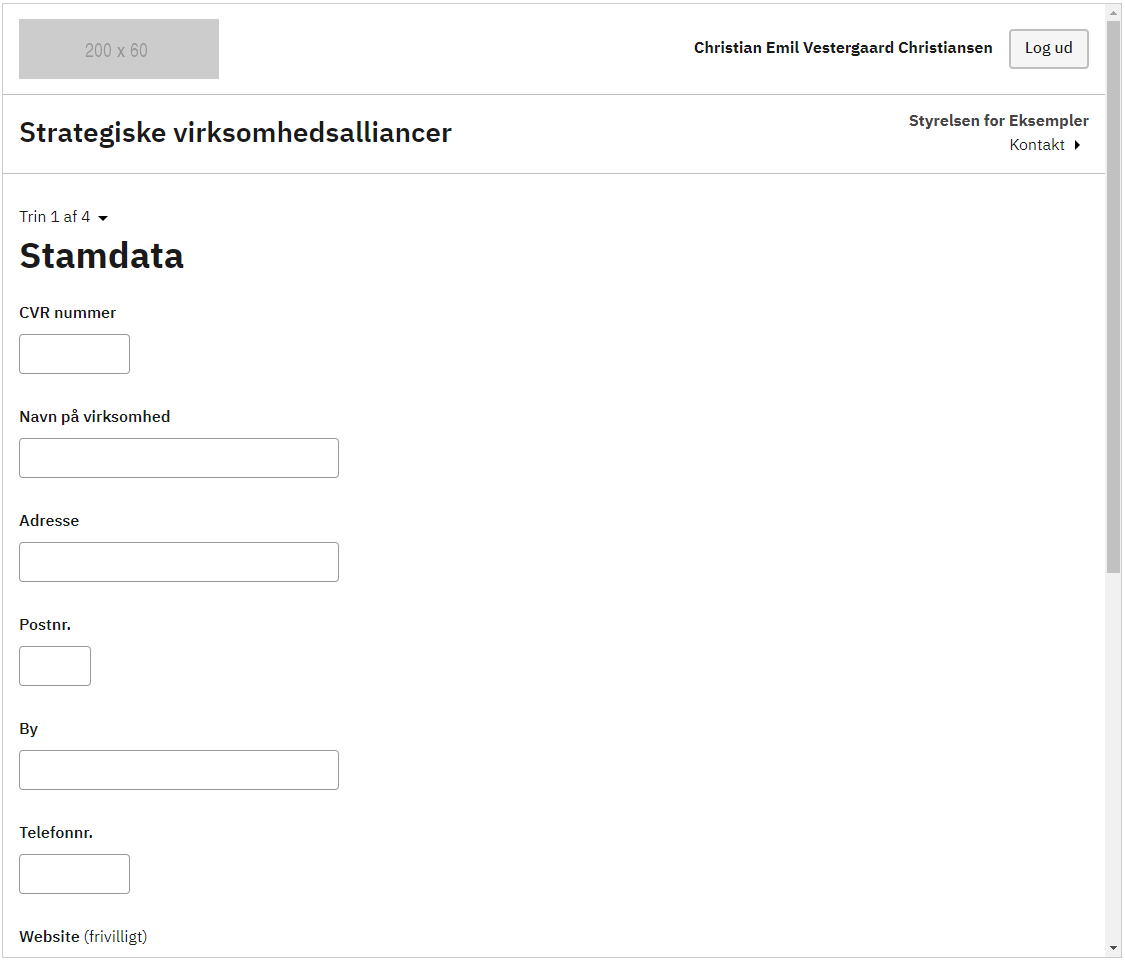 200 x 60
Christian Emil Vestergaard Christiansen
Log ud
Strategiske virksomhedsalliancer
Styrelsen for Eksempler
Kontakt
Trin 1 af 4
Stamdata
CVR nummer
Navn på virksomhed
Adresse
Postnr.
By
Telefonnr.
Website (frivilligt)